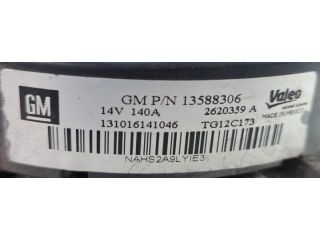 GM
GM P/N 13588306
Valeo
14V 140A
2620359 A
MADE IN MEXICO
131016141046
TG12C173
NAHS2A9LYIE3